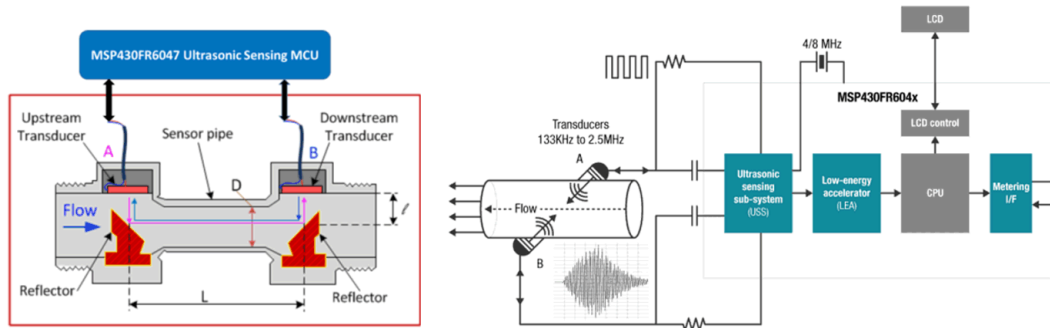 MSP430FR6047 Ultrasonic Sensing MCU
Upstream
Transducer
A
Sensor pipe
Downstream
Transducer
B
D
Flow
Reflector
L
Reflector
4/8 MHz
LCD
MSP430FR604x
LCD control
Transducers
133KHz to 2.5MHz
A
Flow
B
Ultrasonic
sensing
sub-system
(USS)
Low-energy
accelerator
(LEA)
CPU
Metering
I/F